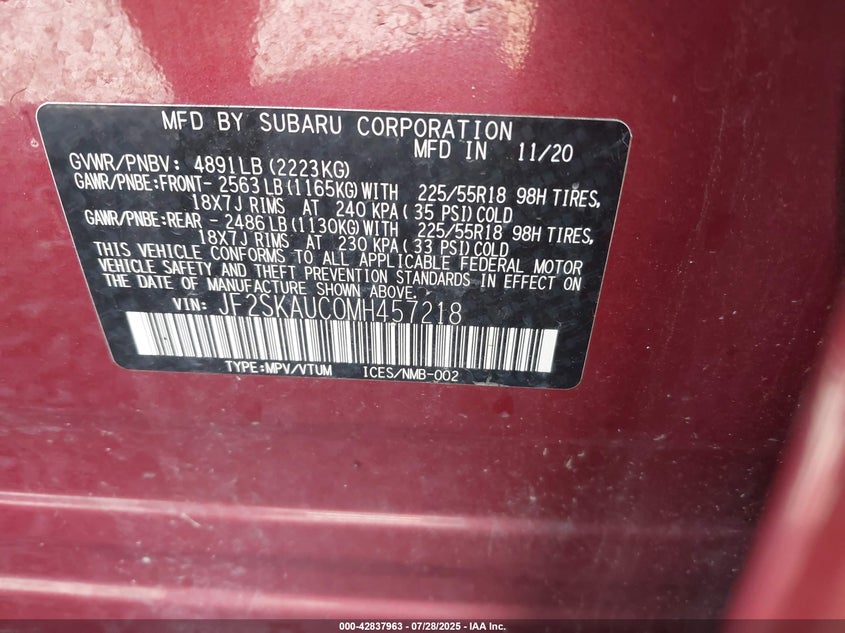 MFD BY SUBARU CORPORATION
MFD IN 11/20
GVWR/PNBV: 4891LB(2223KG)
GAWR/PNBE:FRONT- 2563LB(1165KG)WITH 225/55R18 98H TIRES,
18X7J RIMS AT 240 KPA(35 PSI)COLD
GAWR/PNBE:REAR - 2486LB(1130KG)WITH 225/55R18 98H TIRES,
18X7J RIMS AT 230 KPA(33 PSI)COLD
THIS VEHICLE CONFORMS TO ALL APPLICABLE FEDERAL MOTOR
VEHICLE SAFETY AND THEFT PREVENTION STANDARDS IN EFFECT ON
THE DATE OF MANUFACTURE SHOWN ABOVE.
VIN: JF2SKAUC0MH457218
TYPE:MPV/VTUM ICES/NMB-002
000-42837963 / 07/28/2025 - IAA Inc.